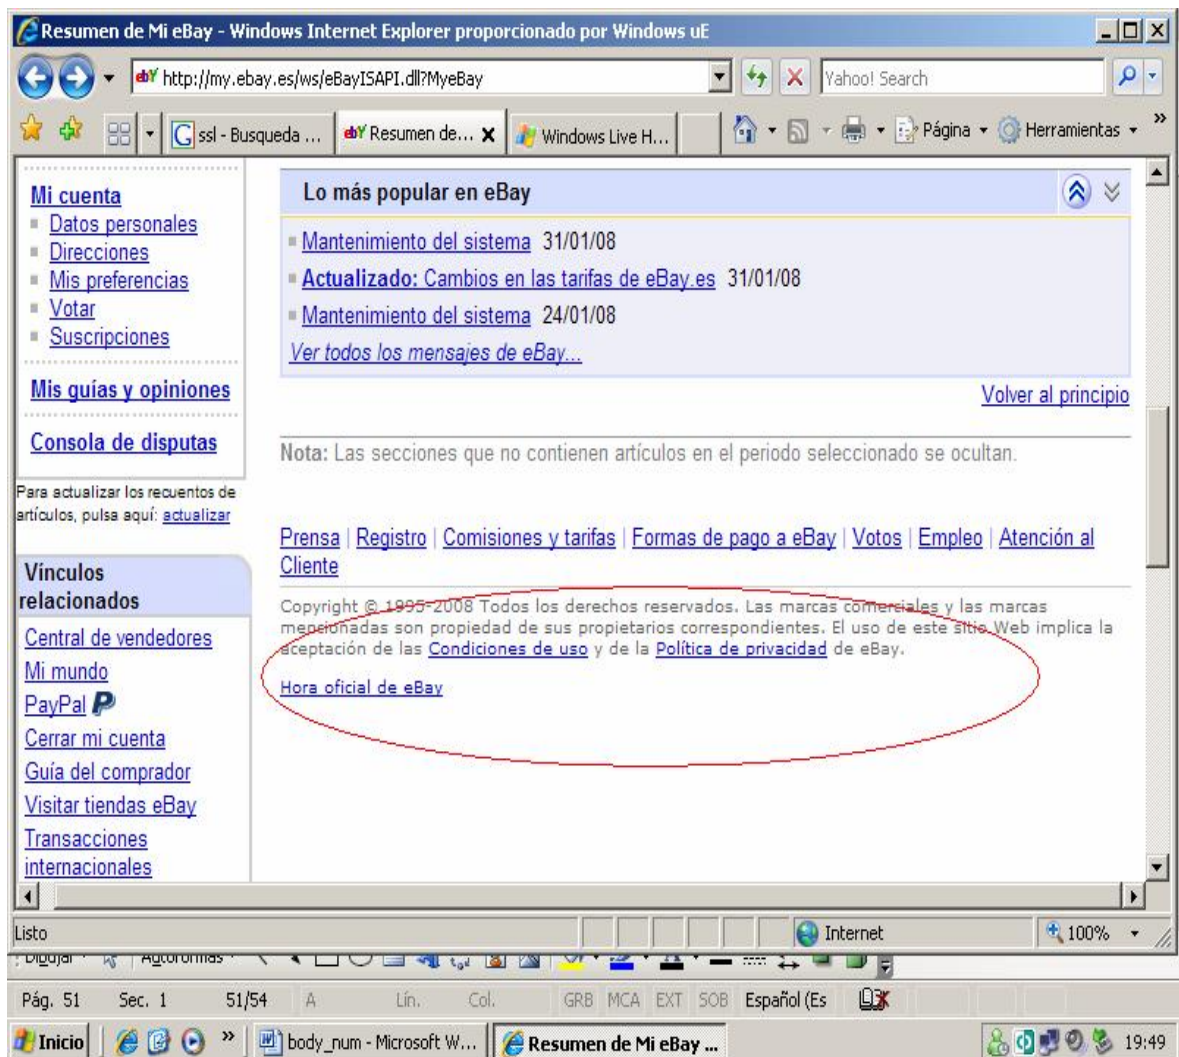 Resumen de Mi eBay - Windows Internet Explorer proporcionado por Windows uE
http://my.ebay.es/ws/eBayISAPI.dll?MyeBay
Yahoo! Search
ssl - Busqueda ...
Resumen de...
Windows Live H...
Página
Herramientas
Mi cuenta
Datos personales
Direcciones
Mis preferencias
Votar
Suscripciones
Mis guías y opiniones
Consola de disputas
Para actualizar los recuentos de
artículos, pulsa aquí: actualizar
Vínculos
relacionados
Central de vendedores
Mi mundo
PayPal
Cerrar mi cuenta
Guía del comprador
Visitar tiendas eBay
Transacciones
internacionales
Lo más popular en eBay
Mantenimiento del sistema 31/01/08
Actualizado: Cambios en las tarifas de eBay.es 31/01/08
Mantenimiento del sistema 24/01/08
Ver todos los mensajes de eBay...
Volver al principio
Nota: Las secciones que no contienen artículos en el periodo seleccionado se ocultan.
Prensa | Registro | Comisiones y tarifas | Formas de pago a eBay | Votos | Empleo | Atención al
Cliente
Copyright © 1995-2008 Todos los derechos reservados. Las marcas comerciales y las marcas
mencionadas son propiedad de sus propietarios correspondientes. El uso de este sitio Web implica la
aceptación de las Condiciones de uso y de la Política de privacidad de eBay.
Hora oficial de eBay
Listo
Internet
100%
Dibujar
Autoformas
Pág. 51 Sec. 1 51/54 A Lín. Col. GRB MCA EXT SOB Español (Es
Inicio
body_num - Microsoft W...
Resumen de Mi eBay ...
19:49